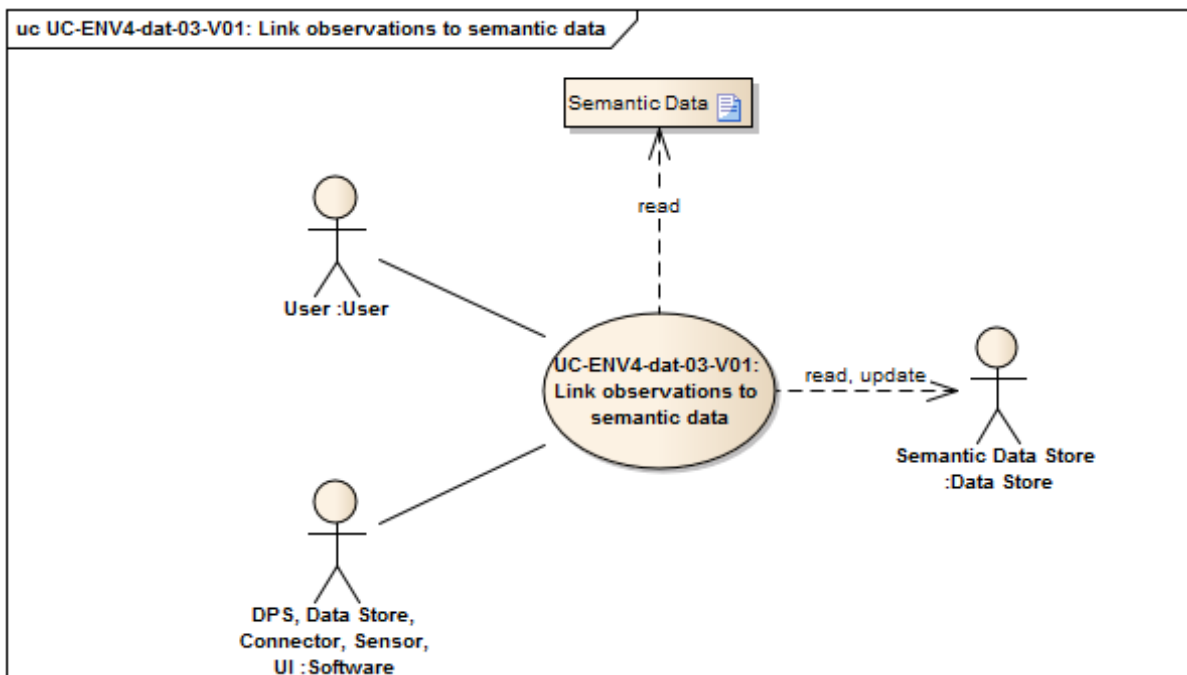 uc UC-ENV4-dat-03-V01: Link observations to semantic data
Semantic Data
read
User :User
UC-ENV4-dat-03-V01:
Link observations to
semantic data
read, update
Semantic Data Store
:Data Store
DPS, Data Store,
Connector, Sensor,
UI :Software